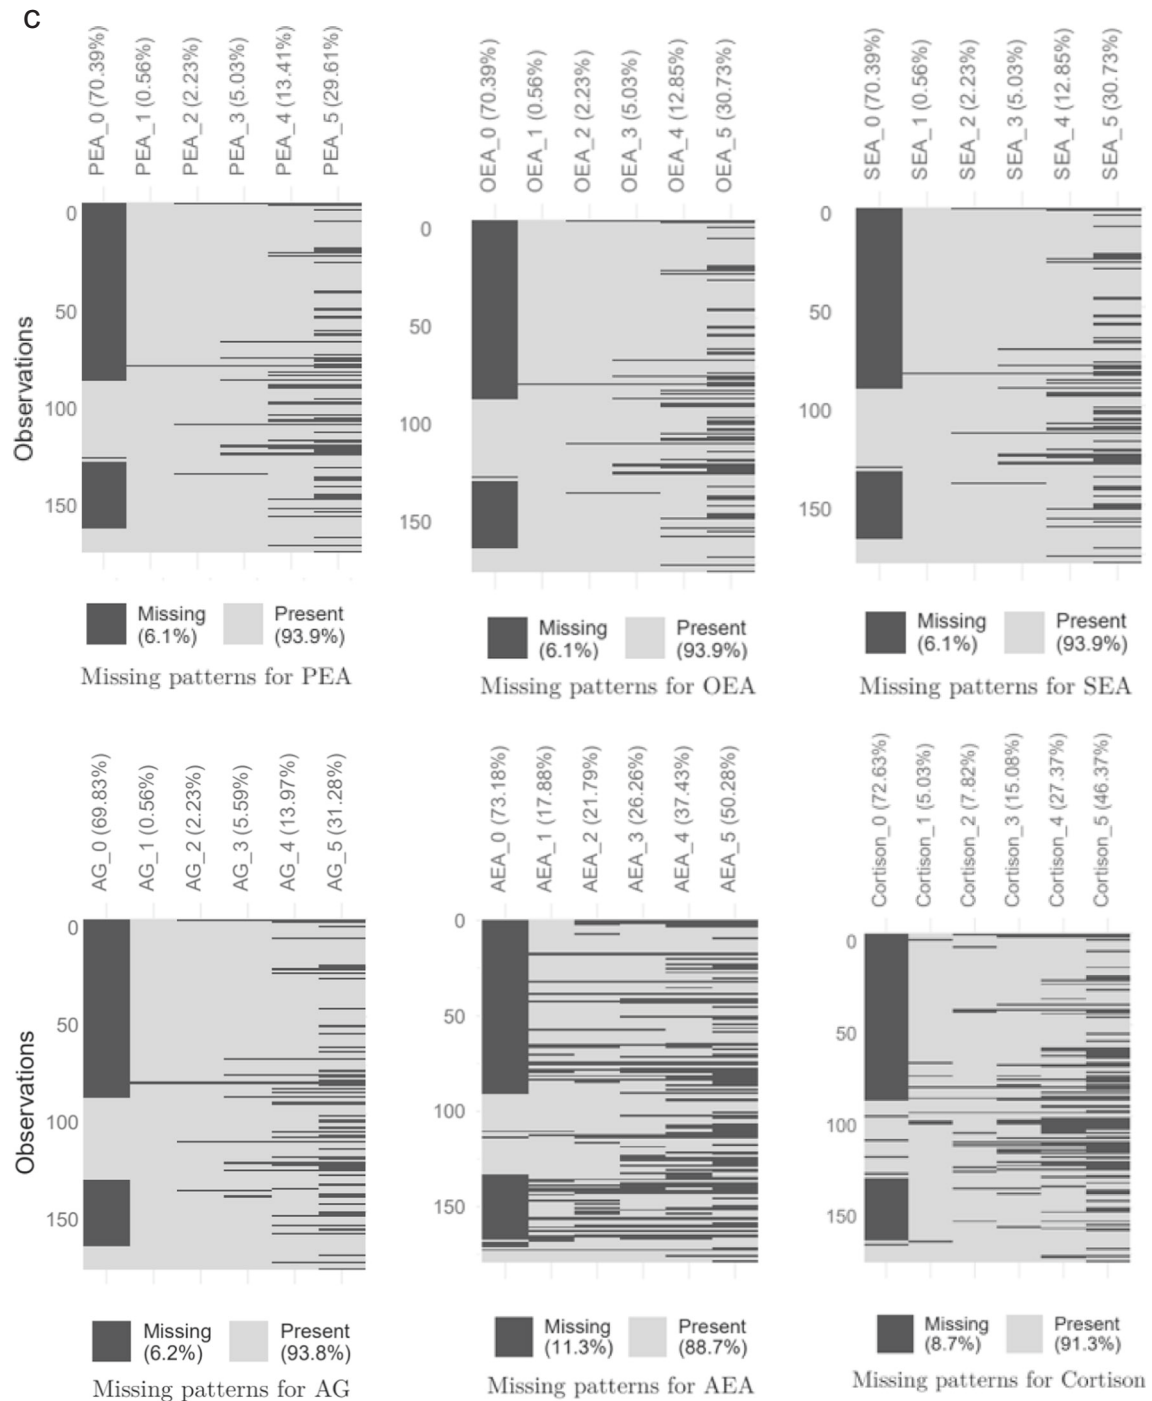 C
PEA_0 (70.39%)
PEA_1 (0.56%)
PEA_2 (2.23%)
PEA_3 (5.03%)
PEA_4 (13.41%)
PEA_5 (29.61%)
OEA_0 (70.39%)
OEA_1 (0.56%)
OEA_2 (2.23%)
OEA_3 (5.03%)
OEA_4 (12.85%)
OEA_5 (30.73%)
SEA_0 (70.39%)
SEA_1 (0.56%)
SEA_2 (2.23%)
SEA_3 (5.03%)
SEA_4 (12.85%)
SEA_5 (30.73%)
Observations
0
50
100
150
0
50
100
150
0
50
100
150
Missing
(6.1%)
Present
(93.9%)
Missing patterns for PEA
Missing
(6.1%)
Present
(93.9%)
Missing patterns for OEA
Missing
(6.1%)
Present
(93.9%)
Missing patterns for SEA
AG_0 (69.83%)
AG_1 (0.56%)
AG_2 (2.23%)
AG_3 (5.59%)
AG_4 (13.97%)
AG_5 (31.28%)
AEA_0 (73.18%)
AEA_1 (17.88%)
AEA_2 (21.79%)
AEA_3 (26.26%)
AEA_4 (37.43%)
AEA_5 (50.28%)
Cortison_0 (72.63%)
Cortison_1 (5.03%)
Cortison_2 (7.82%)
Cortison_3 (15.08%)
Cortison_4 (27.37%)
Cortison_5 (46.37%)
Observations
0
50
100
150
0
50
100
150
0
50
100
150
Missing
(6.2%)
Present
(93.8%)
Missing patterns for AG
Missing
(11.3%)
Present
(88.7%)
Missing patterns for AEA
Missing
(8.7%)
Present
(91.3%)
Missing patterns for Cortison